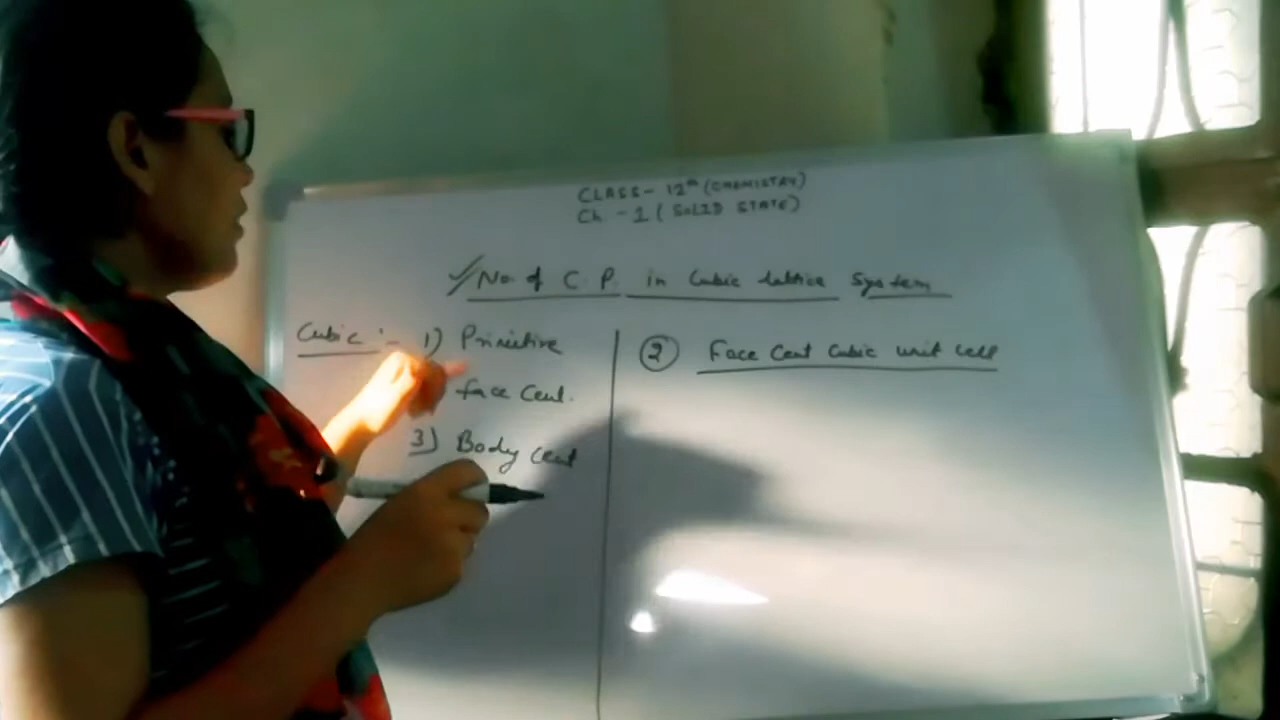 CLASS- 12th (CHEMISTRY)
Ch. -1 ( SOLID STATE)
No. of C. P. in Cubic lattice System
Cubic :- 1) Primitive
face Cent.
3) Body cent
2 Face Cent Cubic unit cell